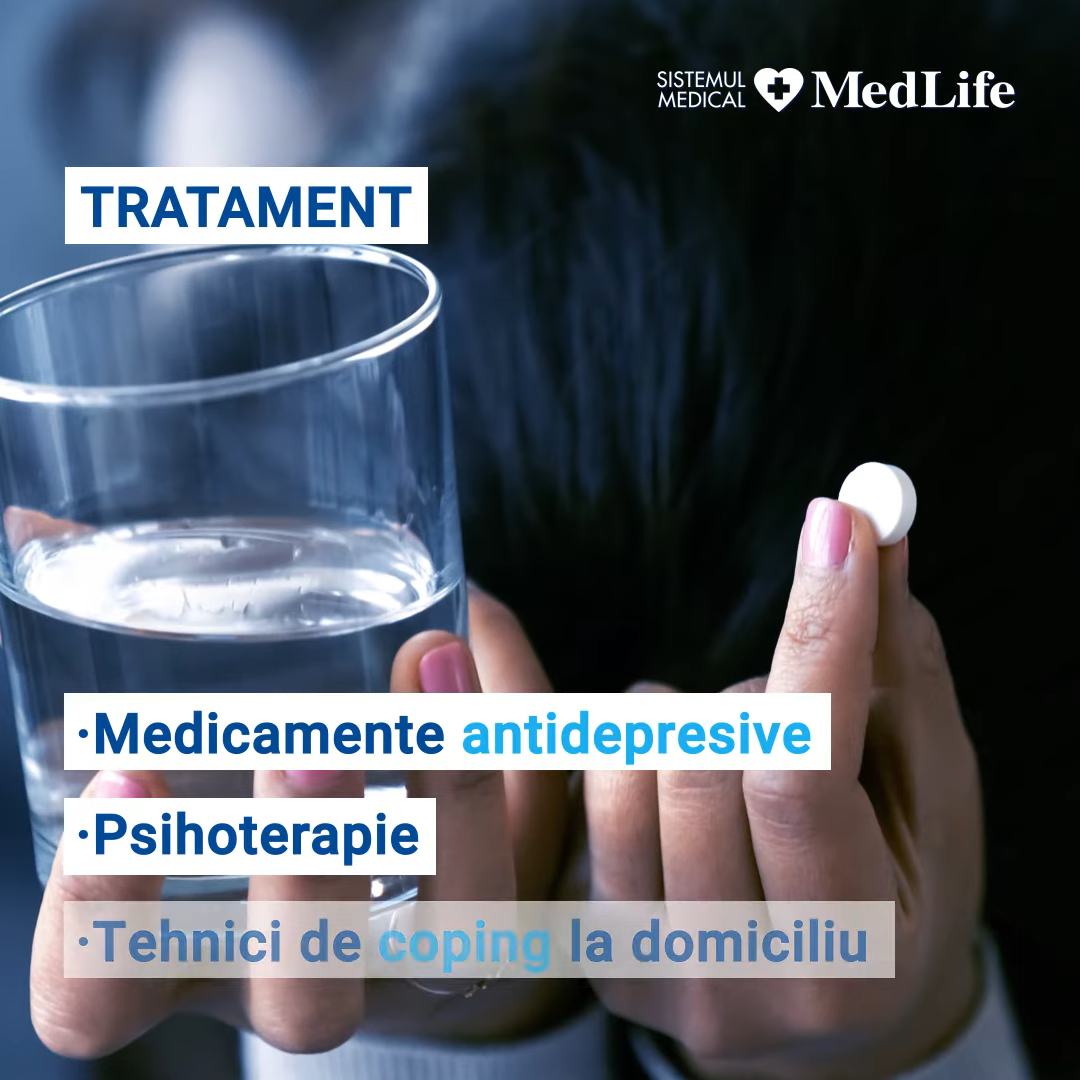 SISTEMUL
MEDICAL
MedLife
TRATAMENT
·Medicamente antidepresive
·Psihoterapie
·Tehnici de coping la domiciliu